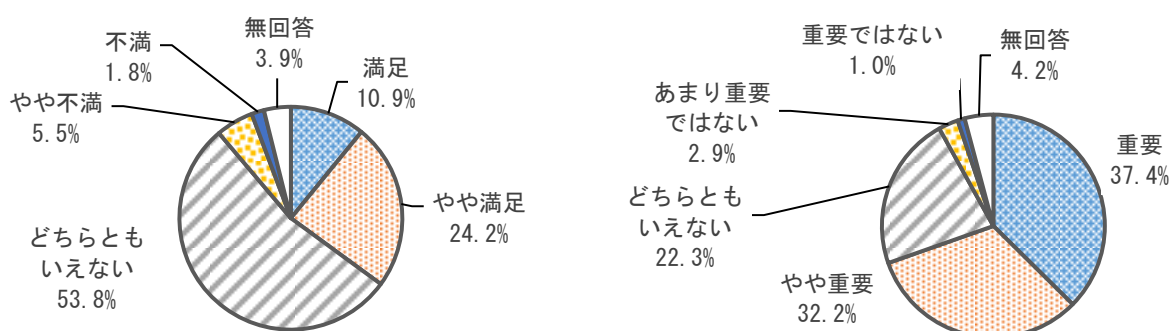 不満
1.8%
無回答
3.9%
満足
10.9%
やや不満
5.5%
やや満足
24.2%
どちらとも
いえない
53.8%
重要ではない
1.0%
無回答
4.2%
あまり重要
ではない
2.9%
重要
37.4%
どちらとも
いえない
22.3%
やや重要
32.2%